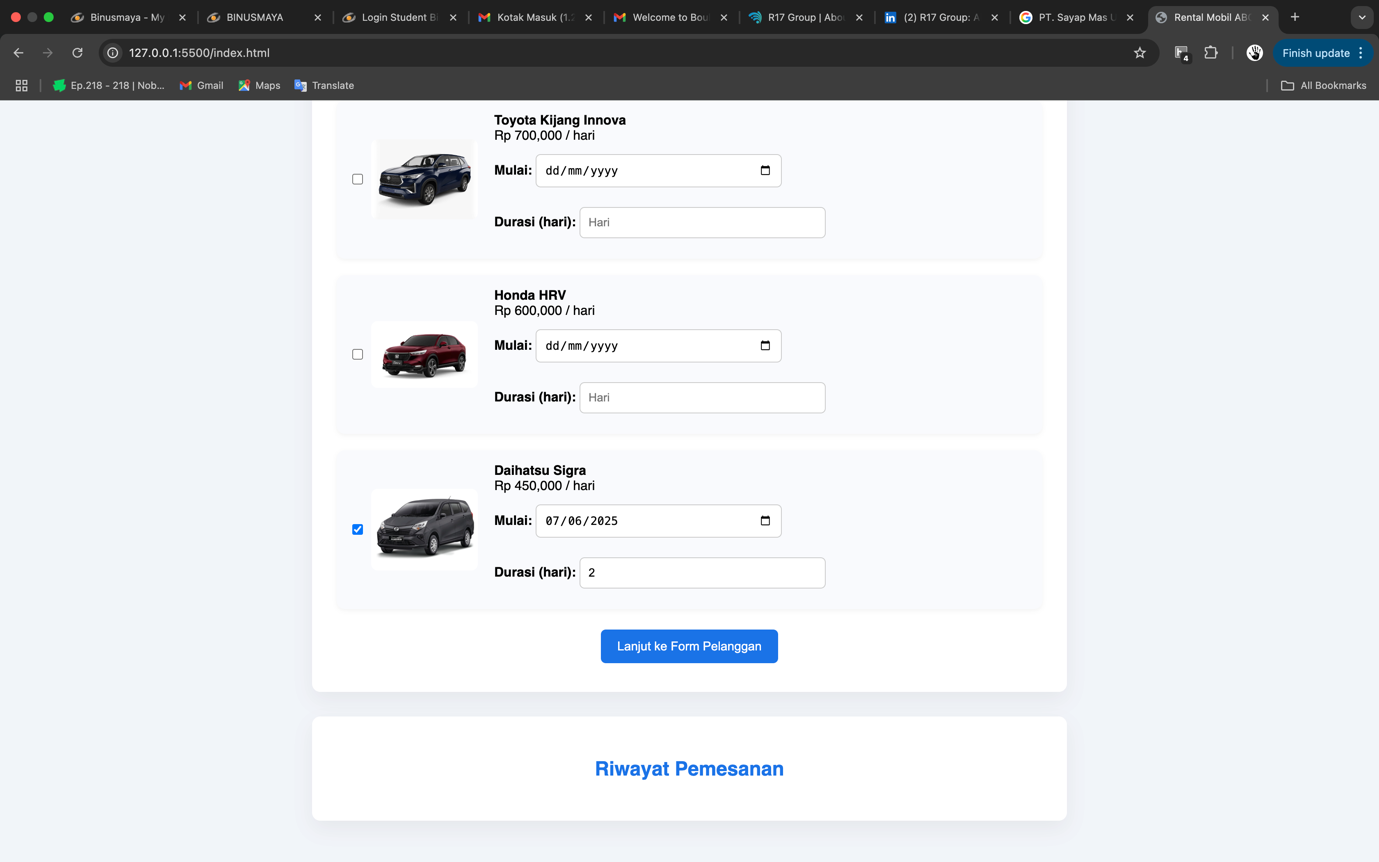 Binusmaya - My
BINUSMAYA
Login Student Bi
Kotak Masuk (1.
Welcome to Bou
R17 Group | Abo
(2) R17 Group: A
PT. Sayap Mas U
Rental Mobil ABC
127.0.0.1:5500/index.html
4
Finish update
Ep.218 - 218 | Nob...
Gmail
Maps
Translate
All Bookmarks
Toyota Kijang Innova
Rp 700,000 / hari
Mulai: dd/mm/yyyy
Durasi (hari): Hari
Honda HRV
Rp 600,000 / hari
Mulai: dd/mm/yyyy
Durasi (hari): Hari
Daihatsu Sigra
Rp 450,000 / hari
Mulai: 07/06/2025
Durasi (hari): 2
Lanjut ke Form Pelanggan
Riwayat Pemesanan